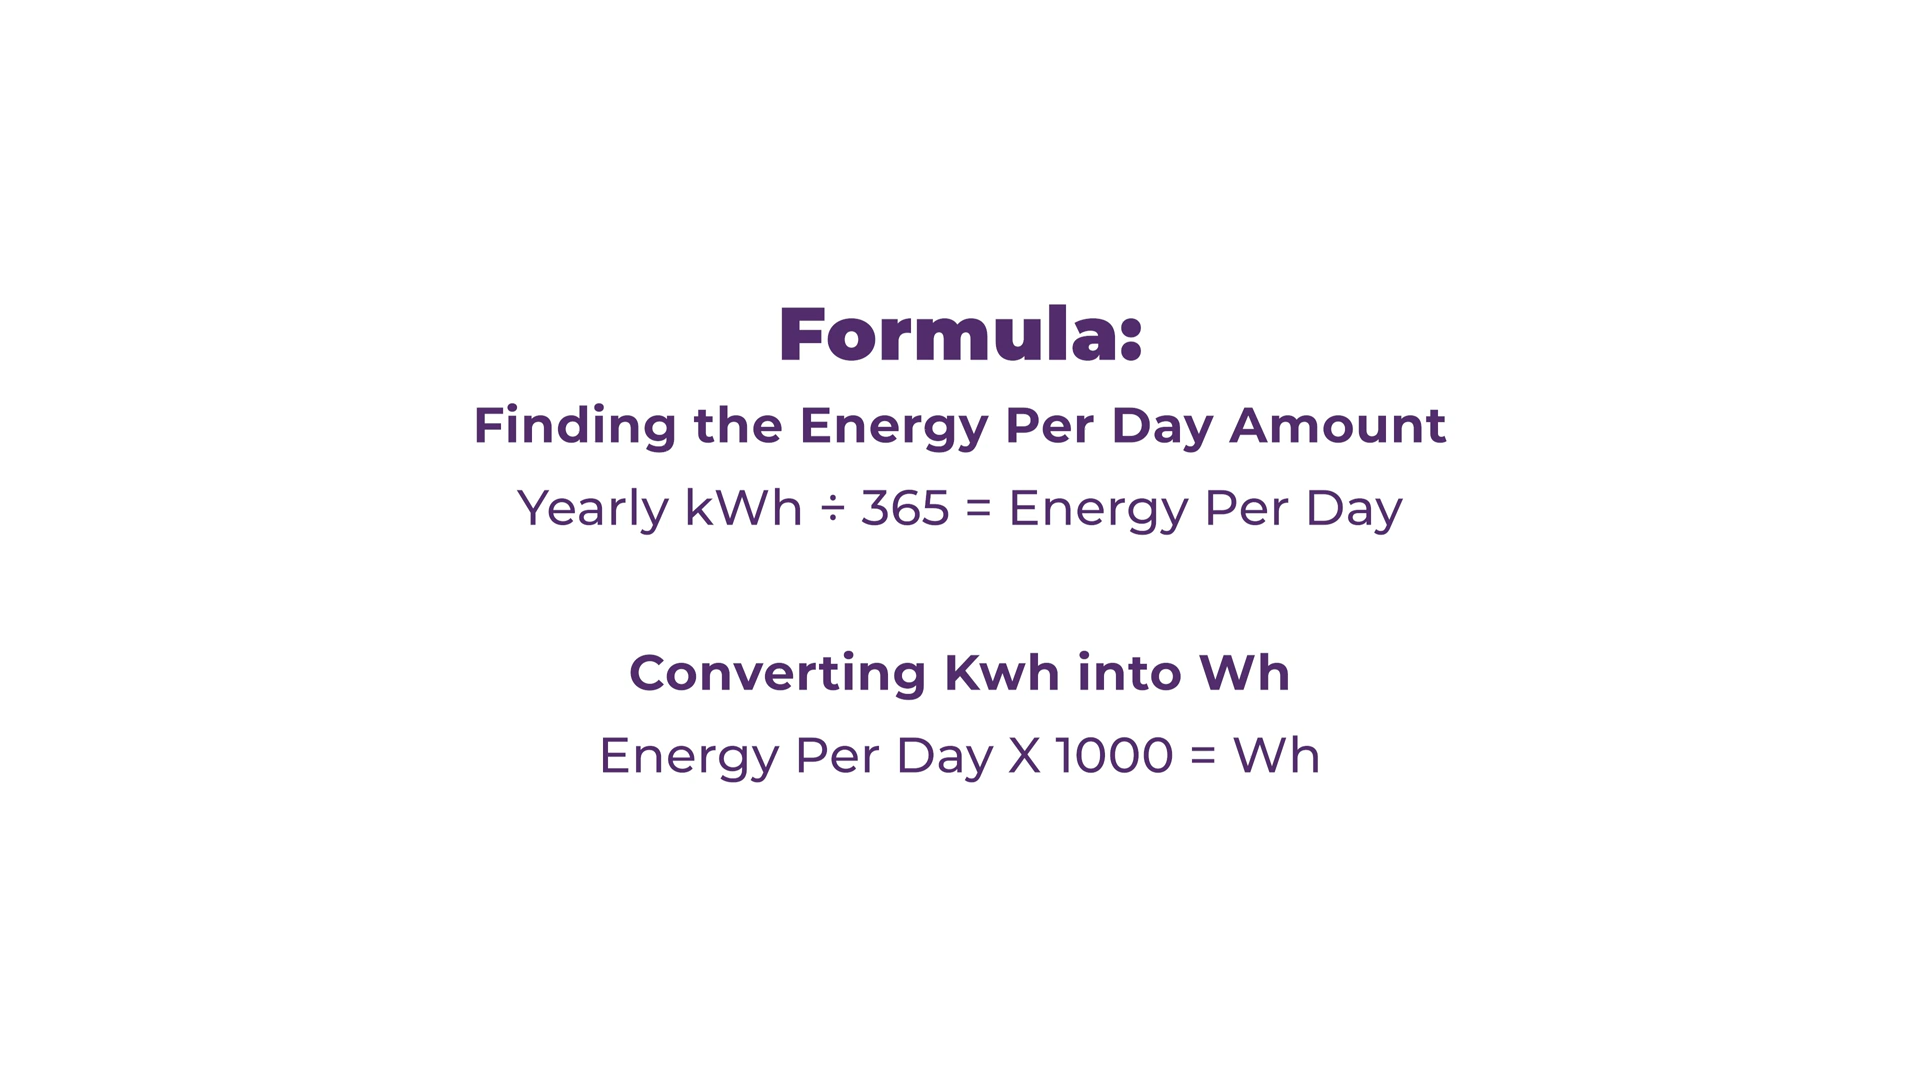 Formula:
Finding the Energy Per Day Amount
Yearly kWh ÷ 365 = Energy Per Day
Converting Kwh into Wh
Energy Per Day X 1000 = Wh